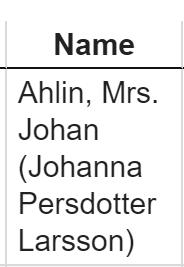 Name
Ahlin, Mrs.
Johan
(Johanna
Persdotter
Larsson)